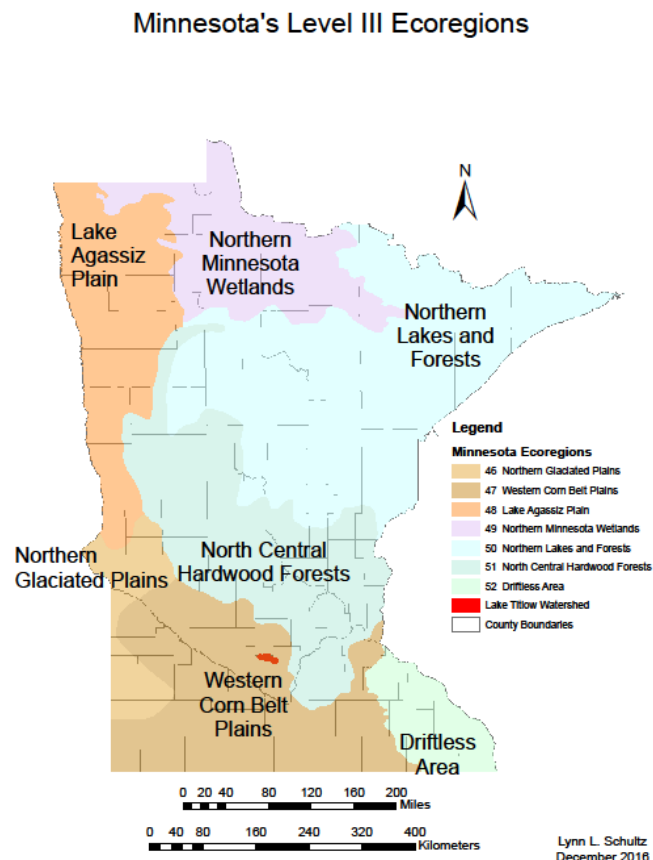 Minnesota's Level III Ecoregions
N
Lake
Agassiz
Plain
Northern
Minnesota
Wetlands
Northern
Lakes and
Forests
Legend
Minnesota Ecoregions
46 Northern Glaciated Plains
47 Western Corn Belt Plains
48 Lake Agassiz Plain
49 Northern Minnesota Wetlands
50 Northern Lakes and Forests
51 North Central Hardwood Forests
52 Driftless Area
Lake Titlow Watershed
County Boundaries
Northern
Glaciated Plains
North Central
Hardwood Forests
Western
Corn Belt
Plains
Driftless
Area
0 20 40 80 120 160 200
Miles
0 40 80 160 240 320 400
Kilometers
Lynn L. Schultz
December 2016